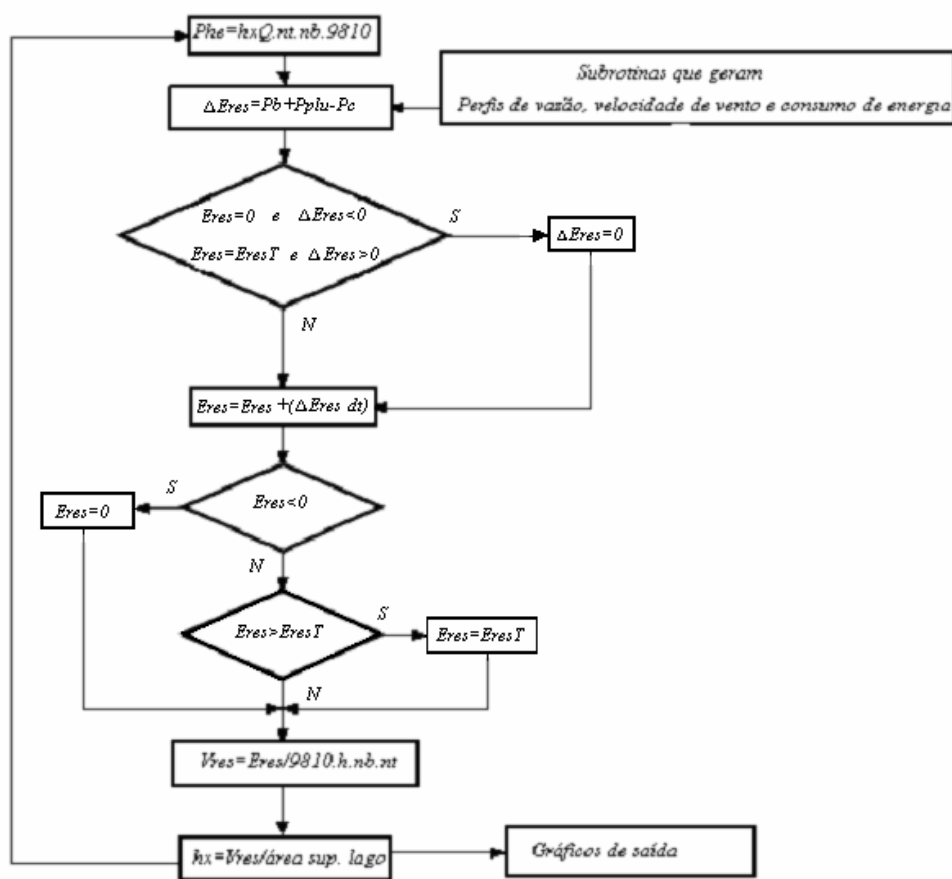 Phe=hxQ.nt.nb.9810
Subrotinas que geram
Perfis de vazão, velocidade de vento e consumo de energia
ΔEres=Pb+Pplu-Pc
Eres=0 e ΔEres<0
Eres=EresT e ΔEres>0
S
ΔEres=0
N
Eres=Eres+(ΔEres dt)
Eres<0
S
Eres=0
N
Eres>EresT
S
Eres=EresT
N
Vres=Eres/9810.h.nb.nt
hx=Vres/área sup. lago
Gráficos de saída